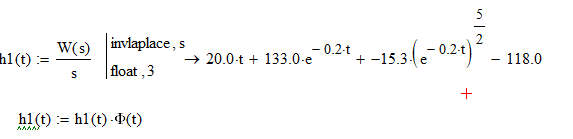 h1(t) := W(s)/s | invlaplace , s float , 3 → 20.0·t + 133.0·e^(- 0.2·t) + -15.3·(e^(- 0.2·t))^(5/2) - 118.0
+
h1(t) := h1(t)·Φ(t)